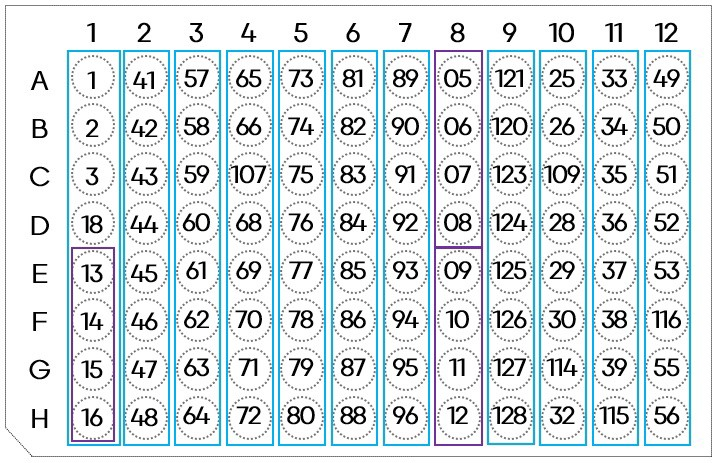 1 2 3 4 5 6 7 8 9 10 11 12
A 1 41 57 65 73 81 89 05 121 25 33 49
B 2 42 58 66 74 82 90 06 120 26 34 50
C 3 43 59 107 75 83 91 07 123 109 35 51
D 18 44 60 68 76 84 92 08 124 28 36 52
E 13 45 61 69 77 85 93 09 125 29 37 53
F 14 46 62 70 78 86 94 10 126 30 38 116
G 15 47 63 71 79 87 95 11 127 114 39 55
H 16 48 64 72 80 88 96 12 128 32 115 56